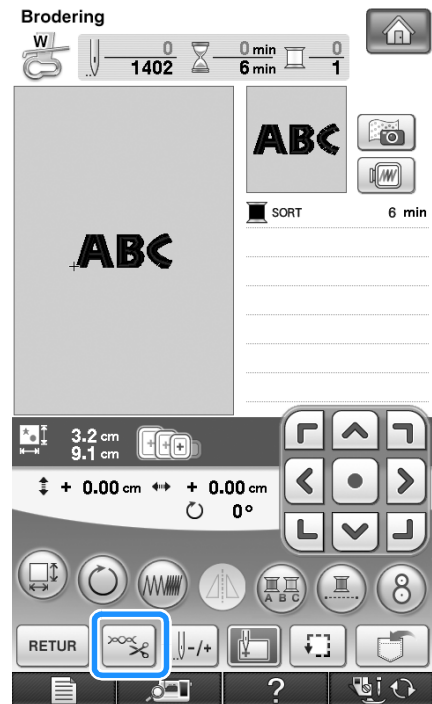 Brodering
W
0
1402
0 min
6 min
0
1
ABC
ABC
SORT 6 min
3.2 cm
9.1 cm
+ 0.00 cm + 0.00 cm
0°
A B C
8
RETUR
-/+
?